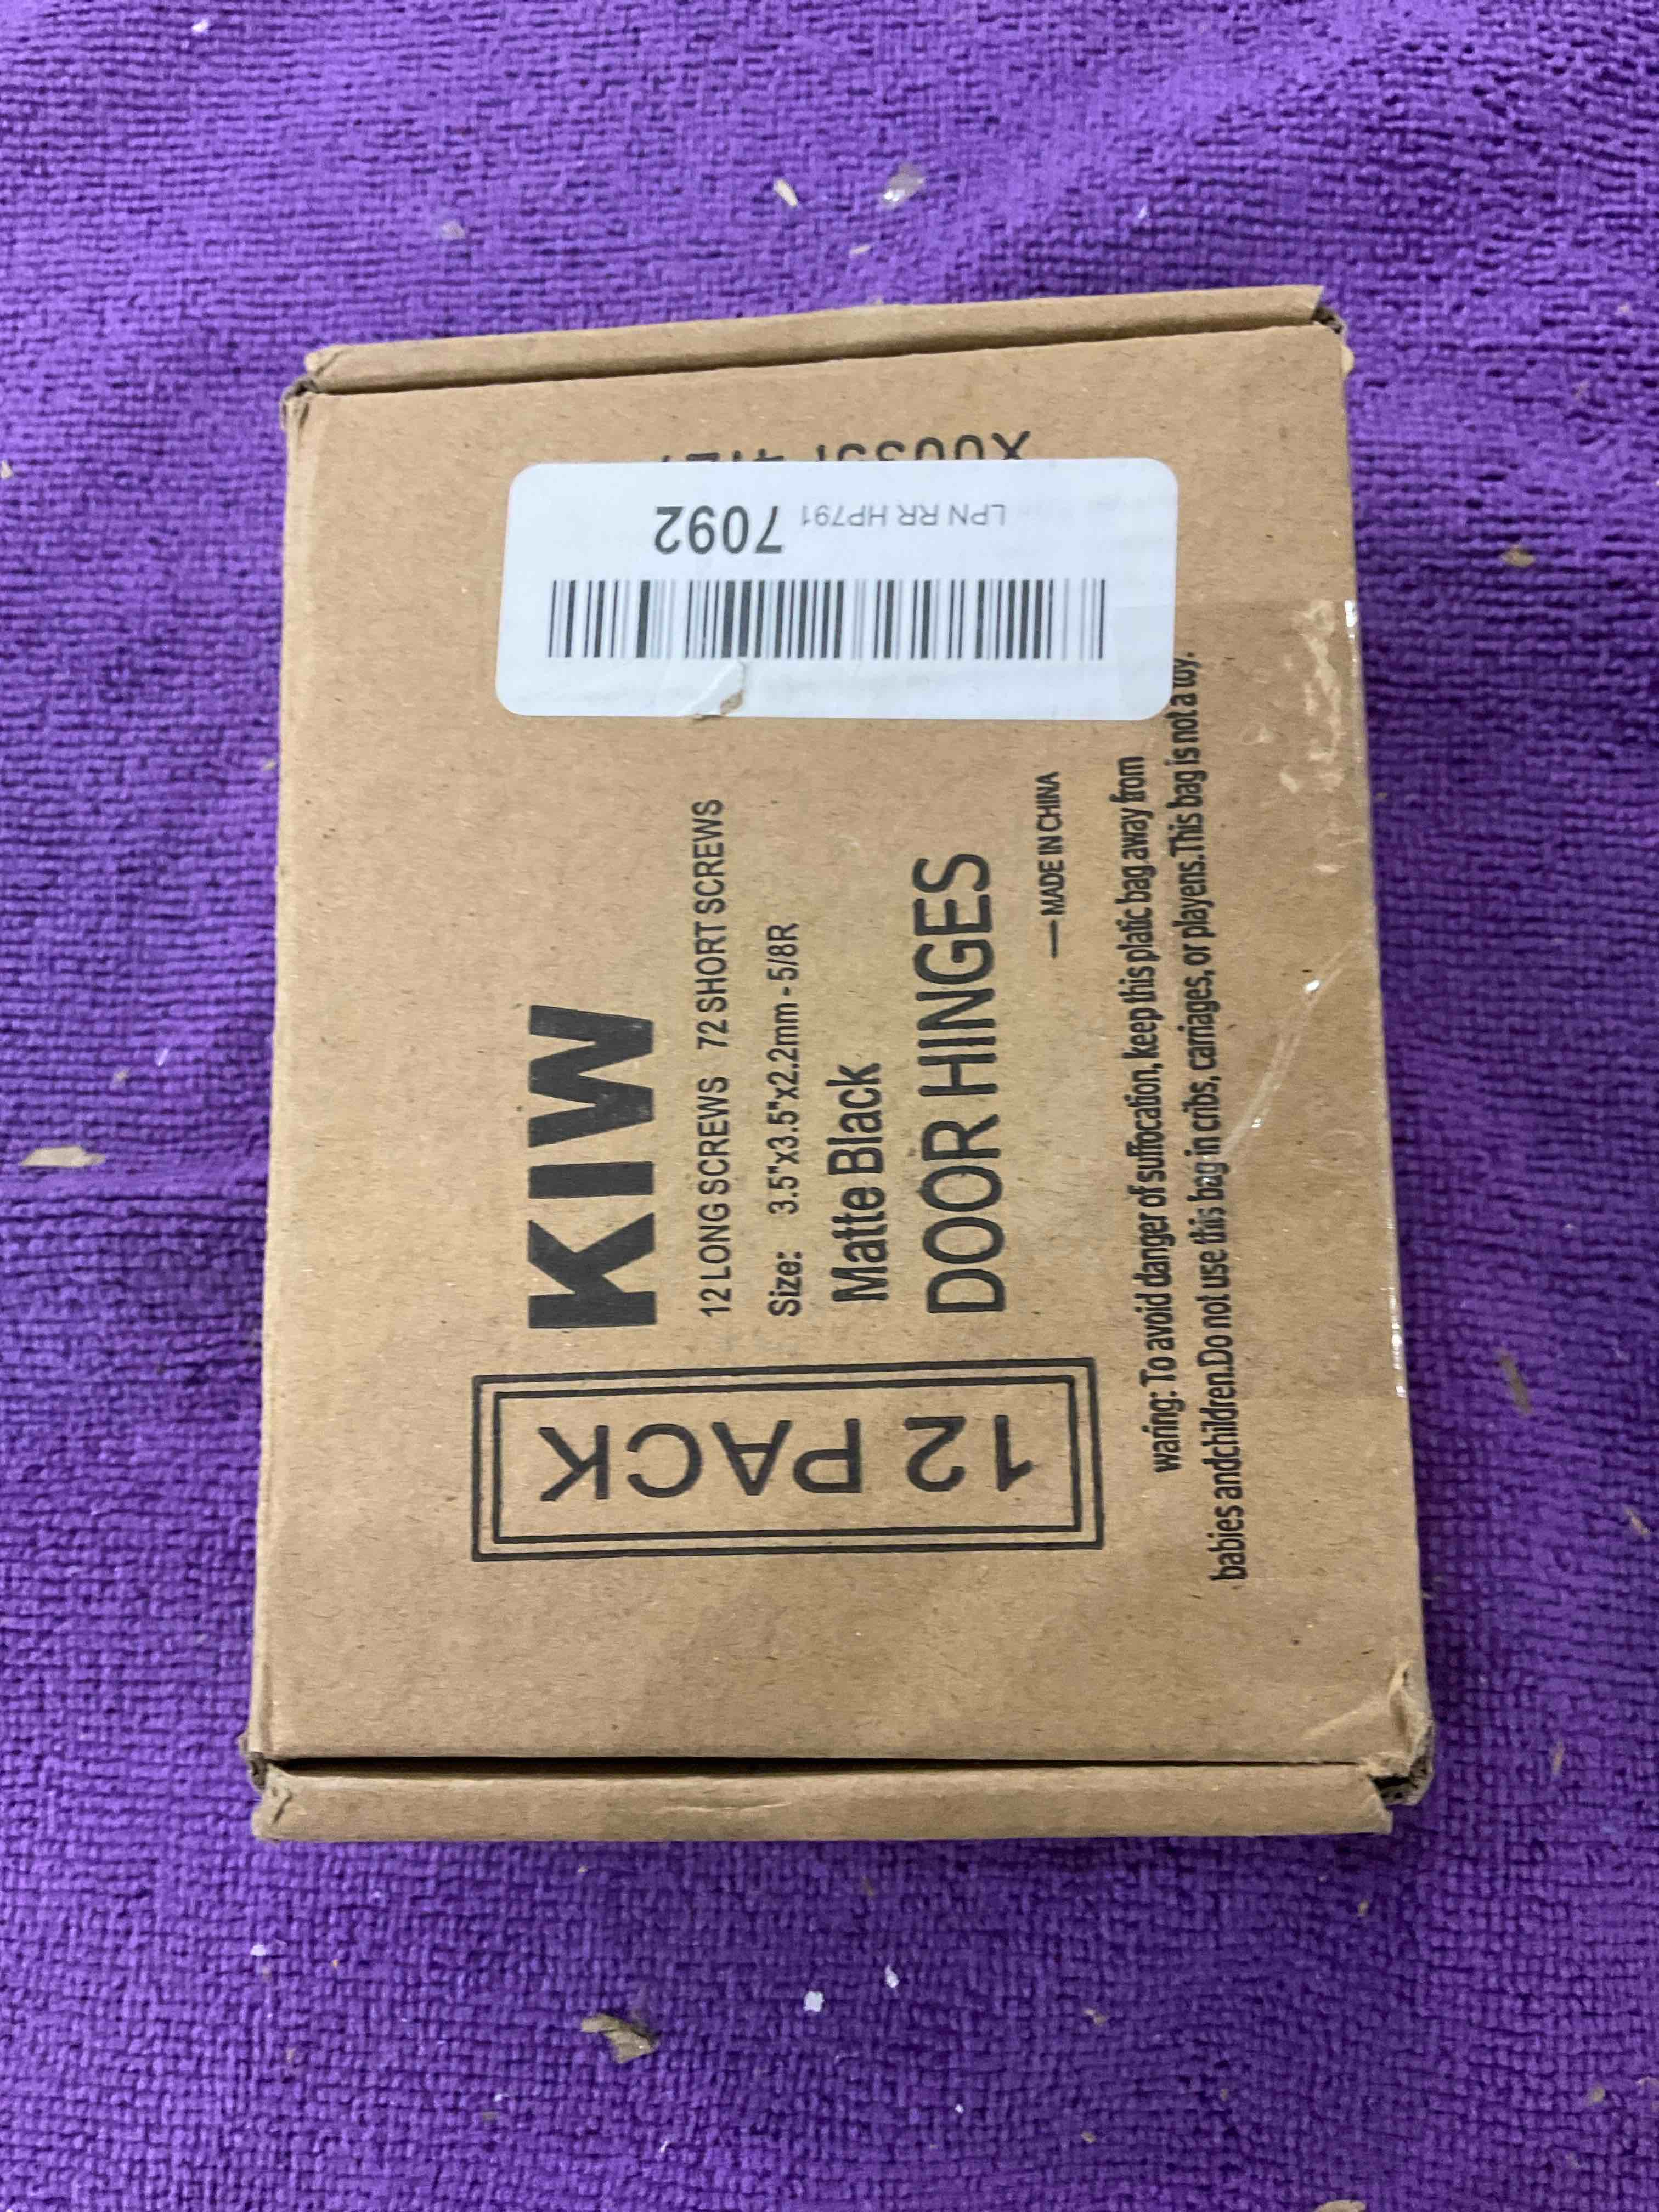 LPN RR HP791 7092
KIW
12 LONG SCREWS 72 SHORT SCREWS
Size: 3.5"x3.5"x2.2mm - 5/8R
Matte Black
DOOR HINGES
— MADE IN CHINA
12 PACK
waring: To avoid danger of suffocation, keep this platic bag away from
babies andchildren.Do not use this bag in cribs, carriages, or playens.This bag is not a toy.